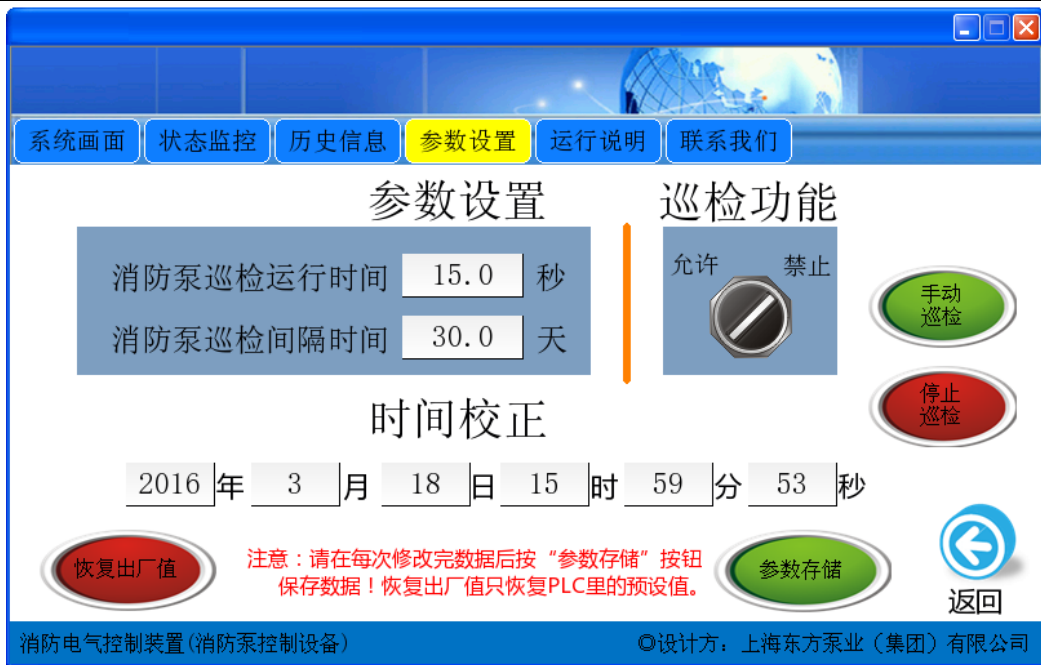 系统画面 状态监控 历史信息 参数设置 运行说明 联系我们
参数设置 巡检功能
允许 禁止
消防泵巡检运行时间 15.0 秒
手动
巡检
消防泵巡检间隔时间 30.0 天
停止
巡检
时间校正
2016 年 3 月 18 日 15 时 59 分 53 秒
恢复出厂值
注意：请在每次修改完数据后按“参数存储”按钮
保存数据！恢复出厂值只恢复PLC里的预设值。
参数存储
返回
消防电气控制装置(消防泵控制设备) ◎设计方：上海东方泵业（集团）有限公司